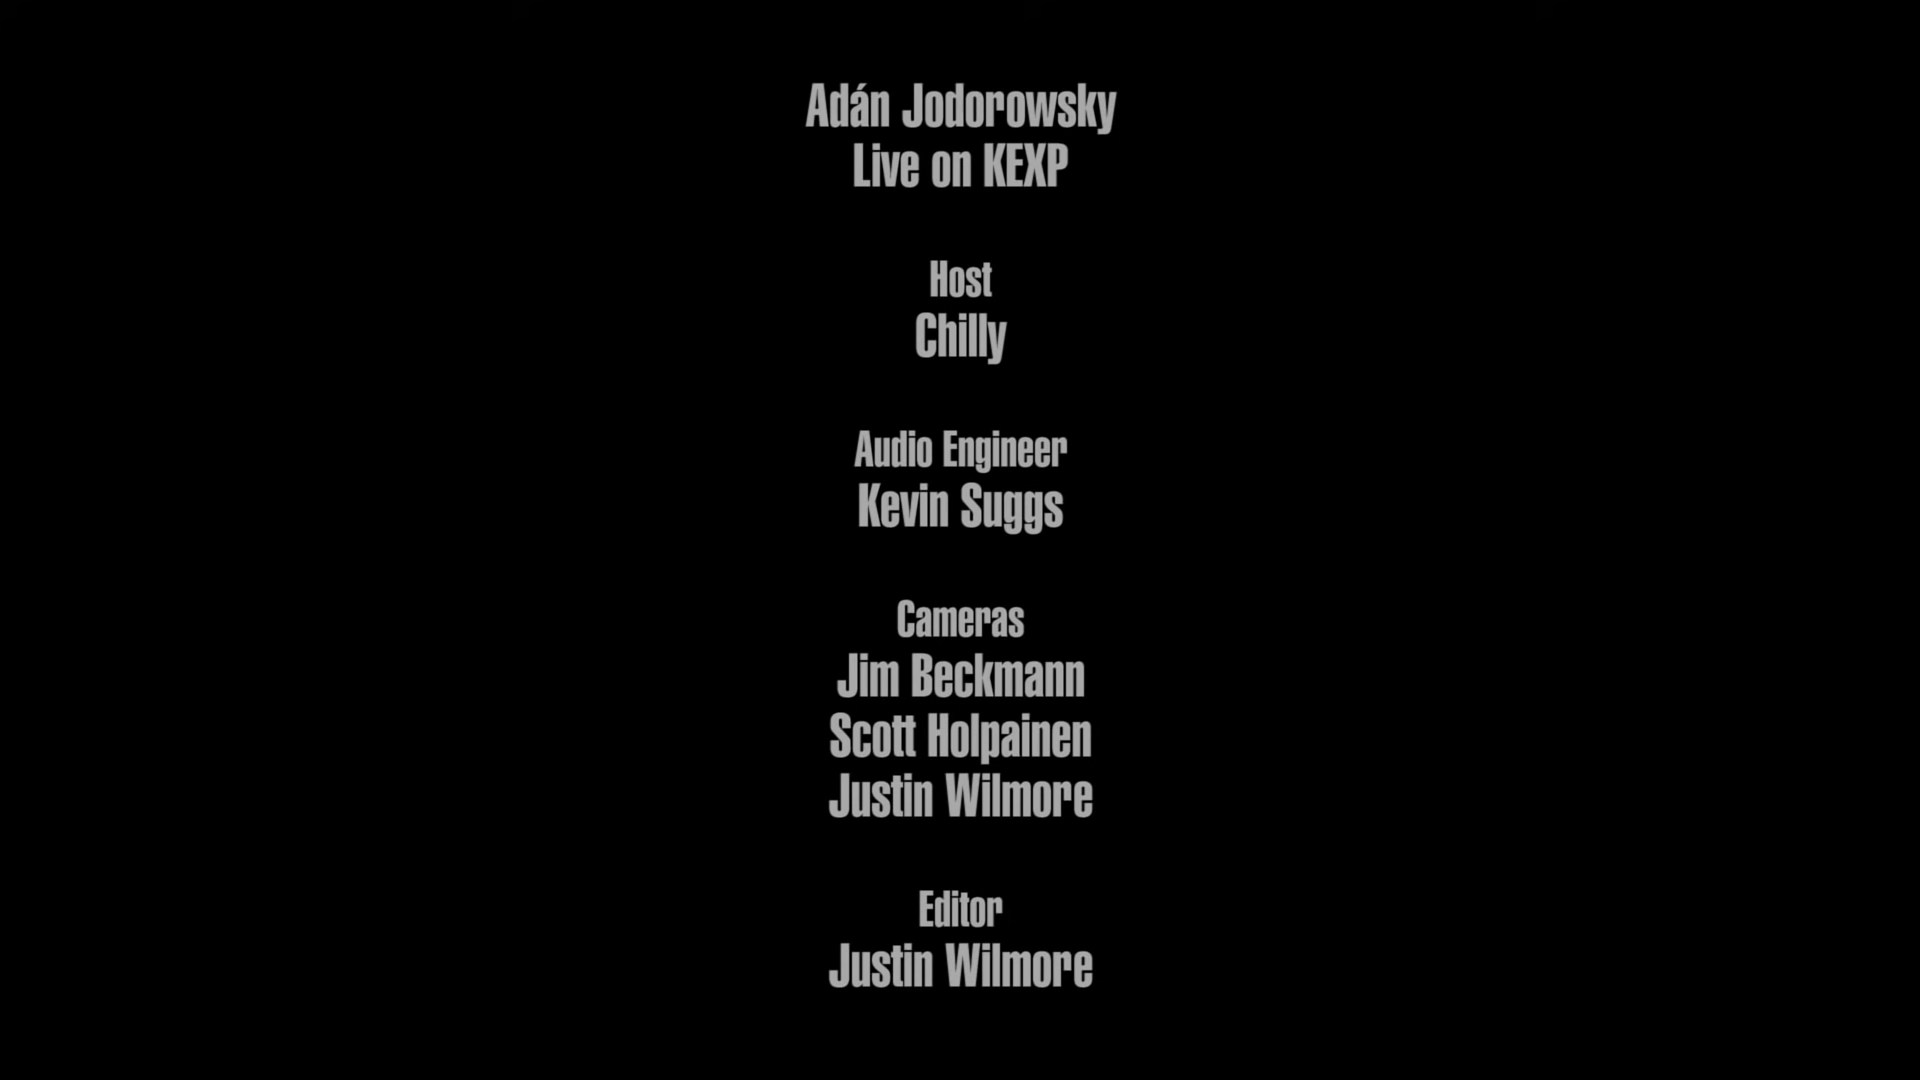 Adán Jodorowsky
Live on KEXP
Host
Chilly
Audio Engineer
Kevin Suggs
Cameras
Jim Beckmann
Scott Holpainen
Justin Wilmore
Editor
Justin Wilmore